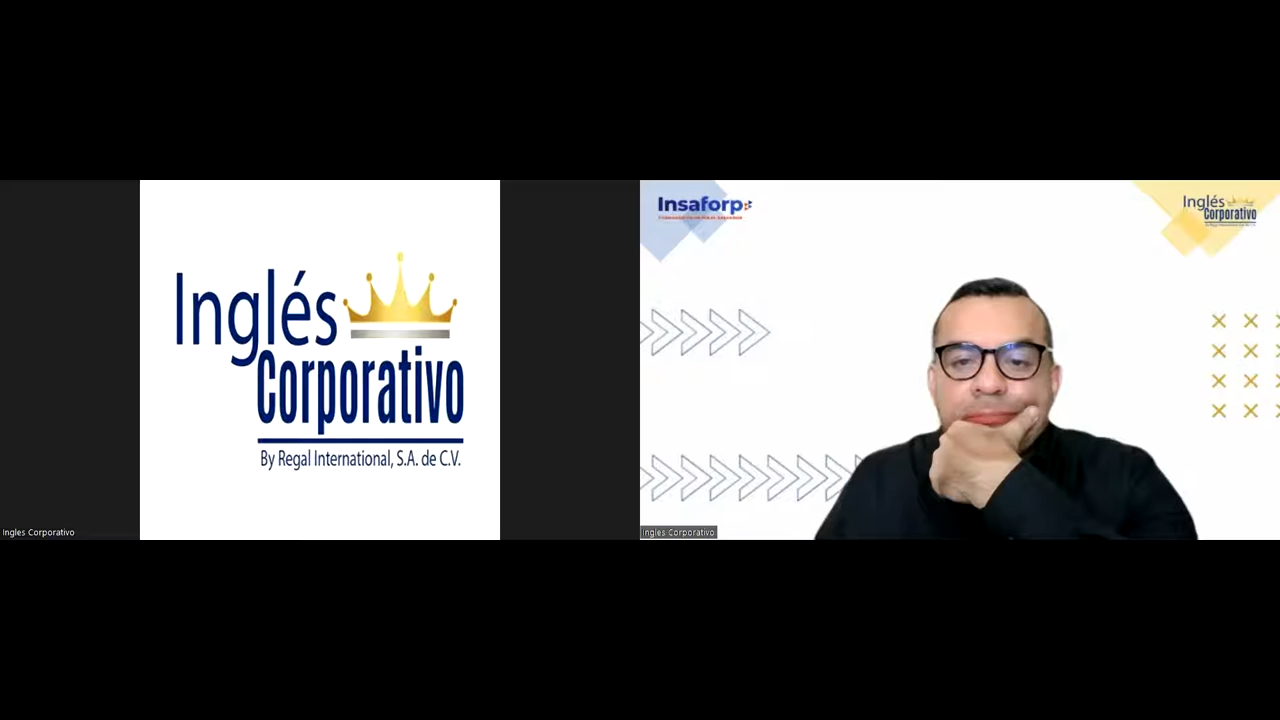 Inglés
Corporativo
By Regal International, S.A. de C.V.
Ingles Corporativo
Insaforp
Inglés
Corporativo
Ingles Corporativo